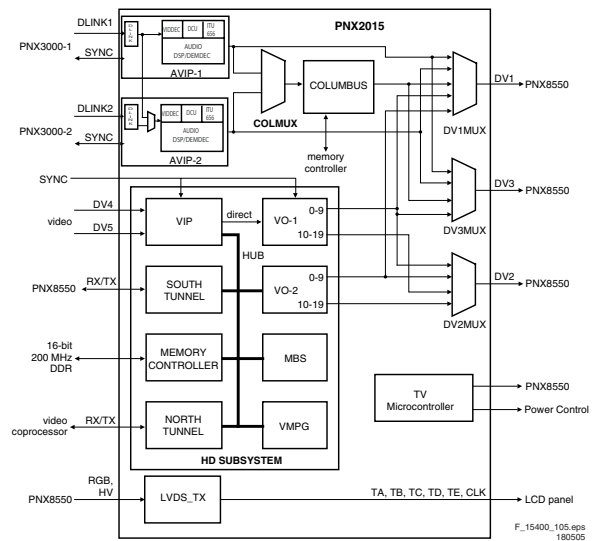 PNX2015
DLINK1
PNX3000-1
SYNC
DLINK
VIDDEC
DCU
ITU
656
AUDIO
DSP/DEMDEC
AVIP-1
DLINK2
PNX3000-2
SYNC
DLINK
VIDDEC
DCU
ITU
656
AUDIO
DSP/DEMDEC
AVIP-2
COLMUX
COLUMBUS
memory
controller
DV1
PNX8550
DV1MUX
DV3
PNX8550
DV3MUX
DV2
PNX8550
DV2MUX
SYNC
DV4
video
DV5
VIP
direct
VO-1
0-9
10-19
HUB
PNX8550
RX/TX
SOUTH
TUNNEL
VO-2
0-9
10-19
16-bit
200 MHz
DDR
MEMORY
CONTROLLER
MBS
video
coprocessor
RX/TX
NORTH
TUNNEL
VMPG
HD SUBSYSTEM
TV
Microcontroller
PNX8550
Power Control
RGB,
HV
PNX8550
LVDS_TX
TA, TB, TC, TD, TE, CLK
LCD panel
F_15400_105.eps
180505